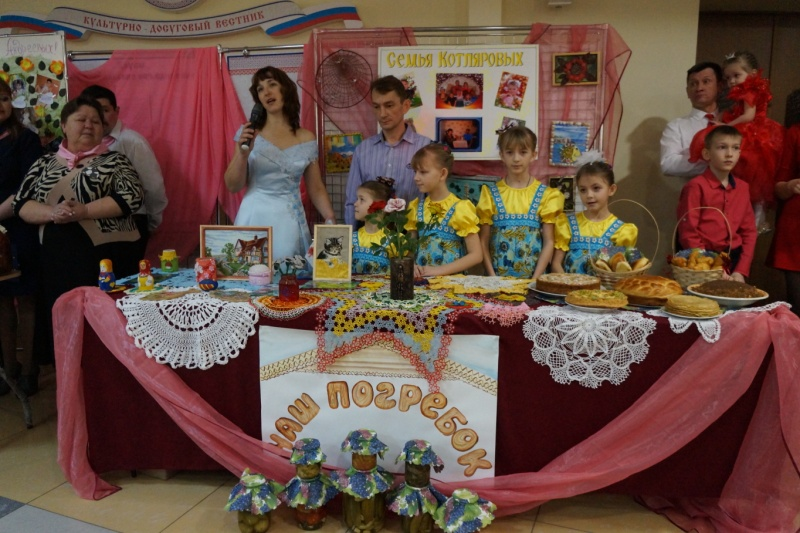 КУЛЬТУРНО-ДОСУГОВЫЙ ВЕСТНИК
Семья Котляровых
НАШ ПОГРЕБОК